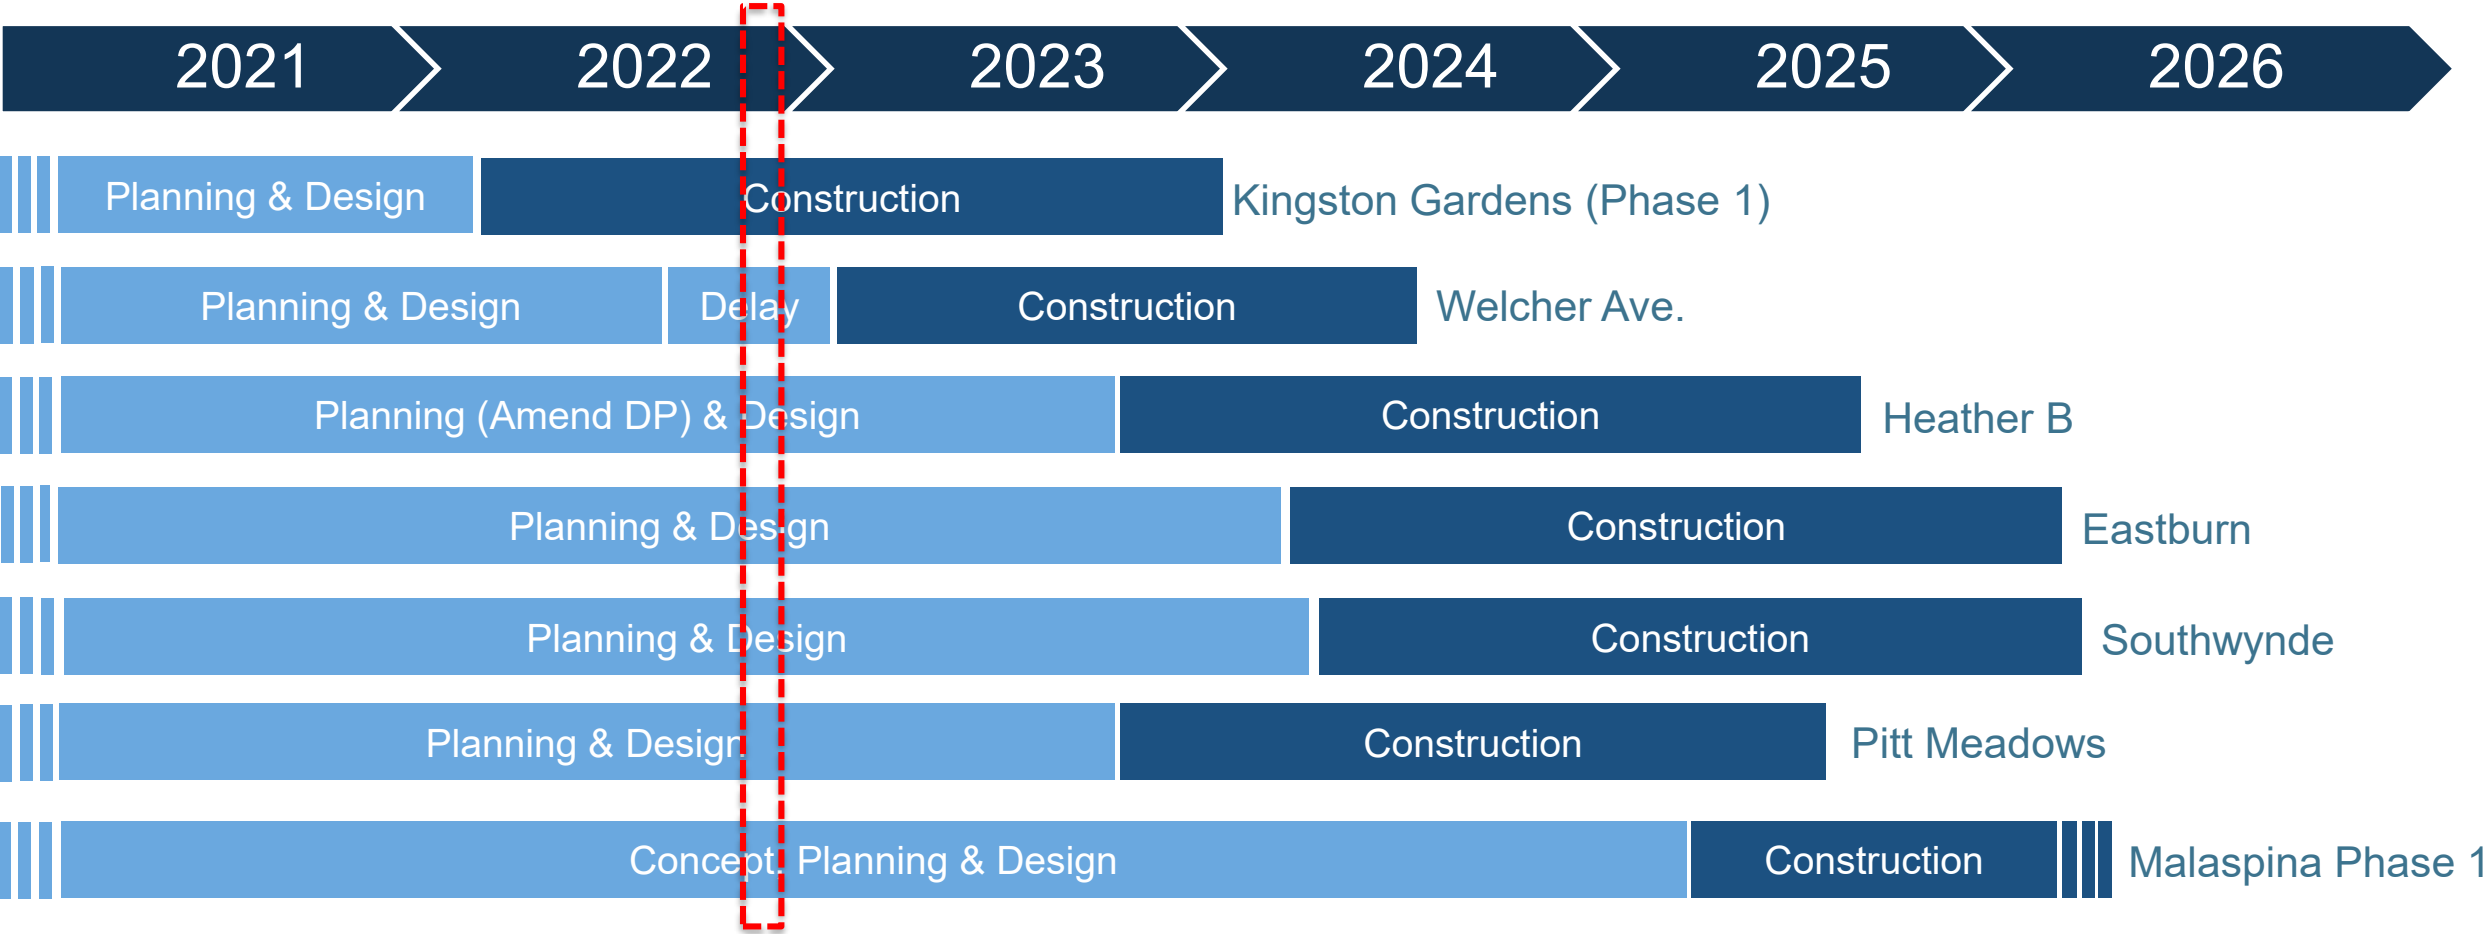 2021 2022 2023 2024 2025 2026
Planning & Design Construction Kingston Gardens (Phase 1)
Planning & Design Delay Construction Welcher Ave.
Planning (Amend DP) & Design Construction Heather B
Planning & Design Construction Eastburn
Planning & Design Construction Southwynde
Planning & Design Construction Pitt Meadows
Concept. Planning & Design Construction Malaspina Phase 1